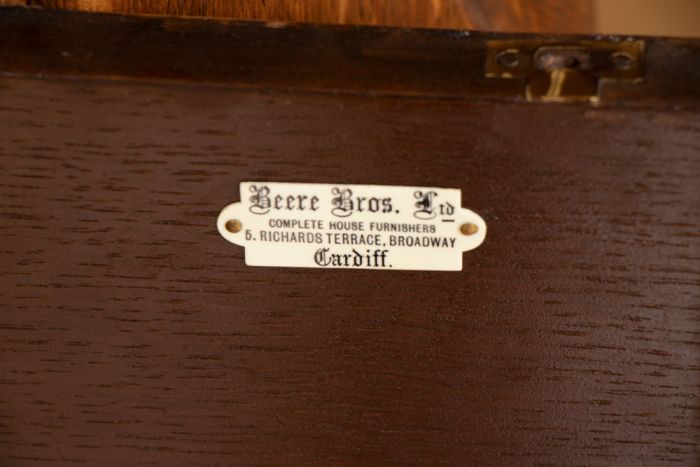 Beere Bros. Ltd
COMPLETE HOUSE FURNISHERS
5. RICHARDS TERRACE, BROADWAY
Cardiff.